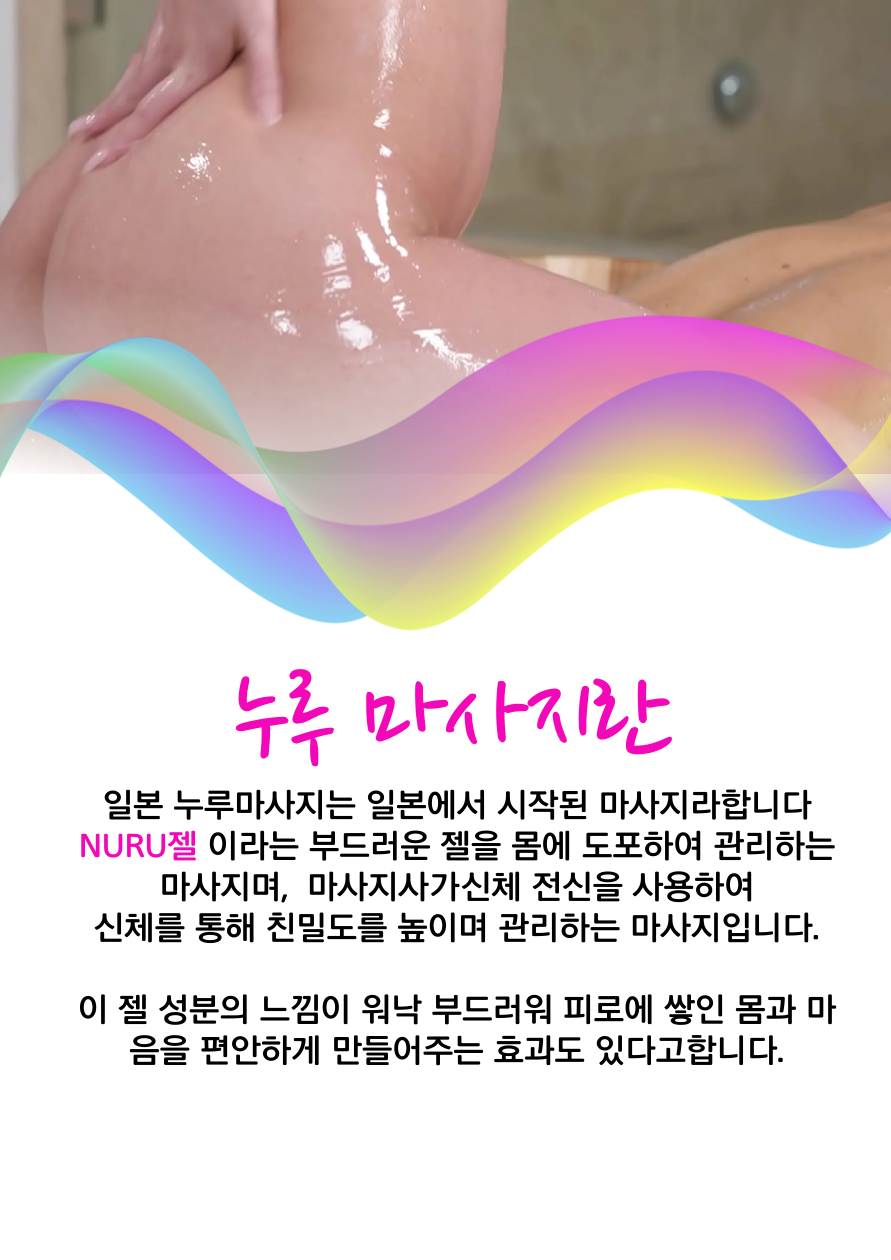 누루 마사지란
일본 누루마사지는 일본에서 시작된 마사지라합니다
NURU젤 이라는 부드러운 젤을 몸에 도포하여 관리하는
마사지며, 마사지사가신체 전신을 사용하여
신체를 통해 친밀도를 높이며 관리하는 마사지입니다.
이 젤 성분의 느낌이 워낙 부드러워 피로에 쌓인 몸과 마
음을 편안하게 만들어주는 효과도 있다고합니다.